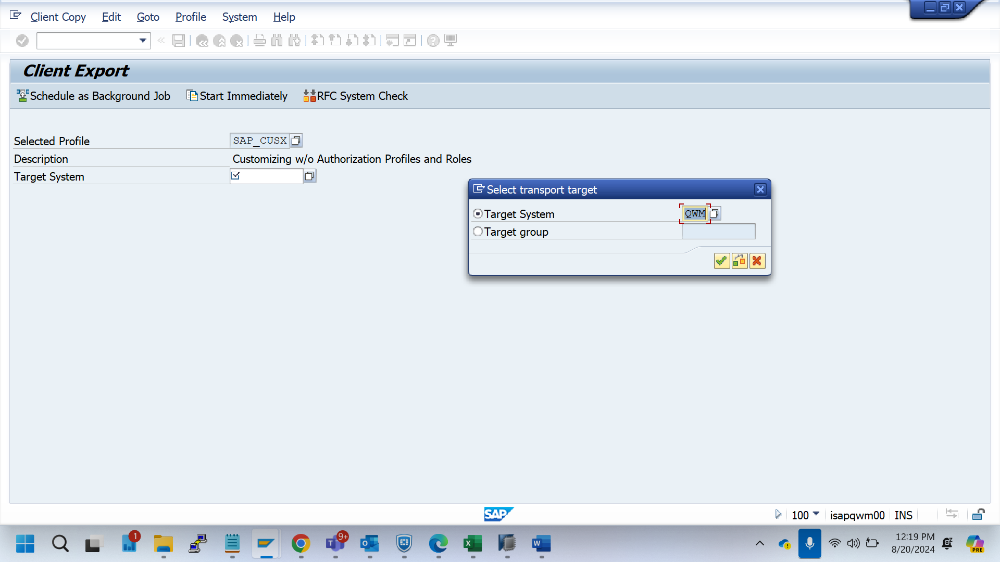 Client Copy Edit Goto Profile System Help
Client Export
Schedule as Background Job Start Immediately RFC System Check
Selected Profile SAP_CUSX
Description Customizing w/o Authorization Profiles and Roles
Target System
Select transport target
Target System QWM
Target group
SAP 100 isapqwm00 INS
1 9+ 12:19 PM
8/20/2024
PRE